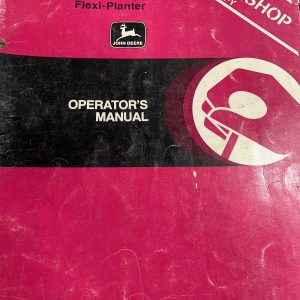 Flexi-Planter
SHOP
JOHN DEERE
OPERATOR'S
MANUAL